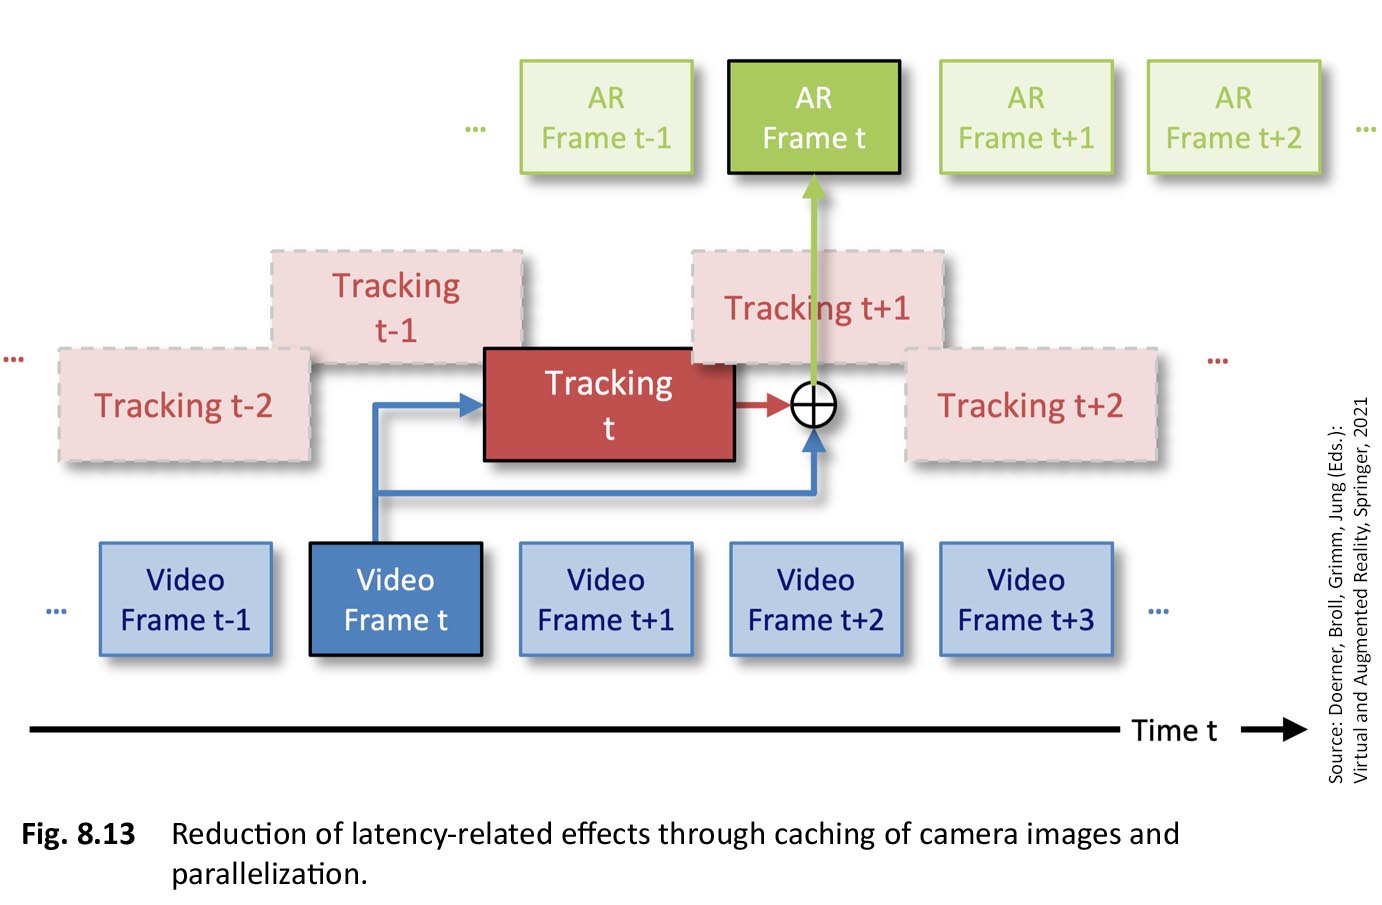 AR
Frame t-1
AR
Frame t
AR
Frame t+1
AR
Frame t+2
...
...
Tracking
t-1
Tracking t+1
...
Tracking t-2
Tracking
t
Tracking t+2
...
...
Video
Frame t-1
Video
Frame t
Video
Frame t+1
Video
Frame t+2
Video
Frame t+3
...
Time t
Source: Doerner, Broll, Grimm, Jung (Eds.):
Virtual and Augmented Reality, Springer, 2021
Fig. 8.13 Reduction of latency-related effects through caching of camera images and
parallelization.